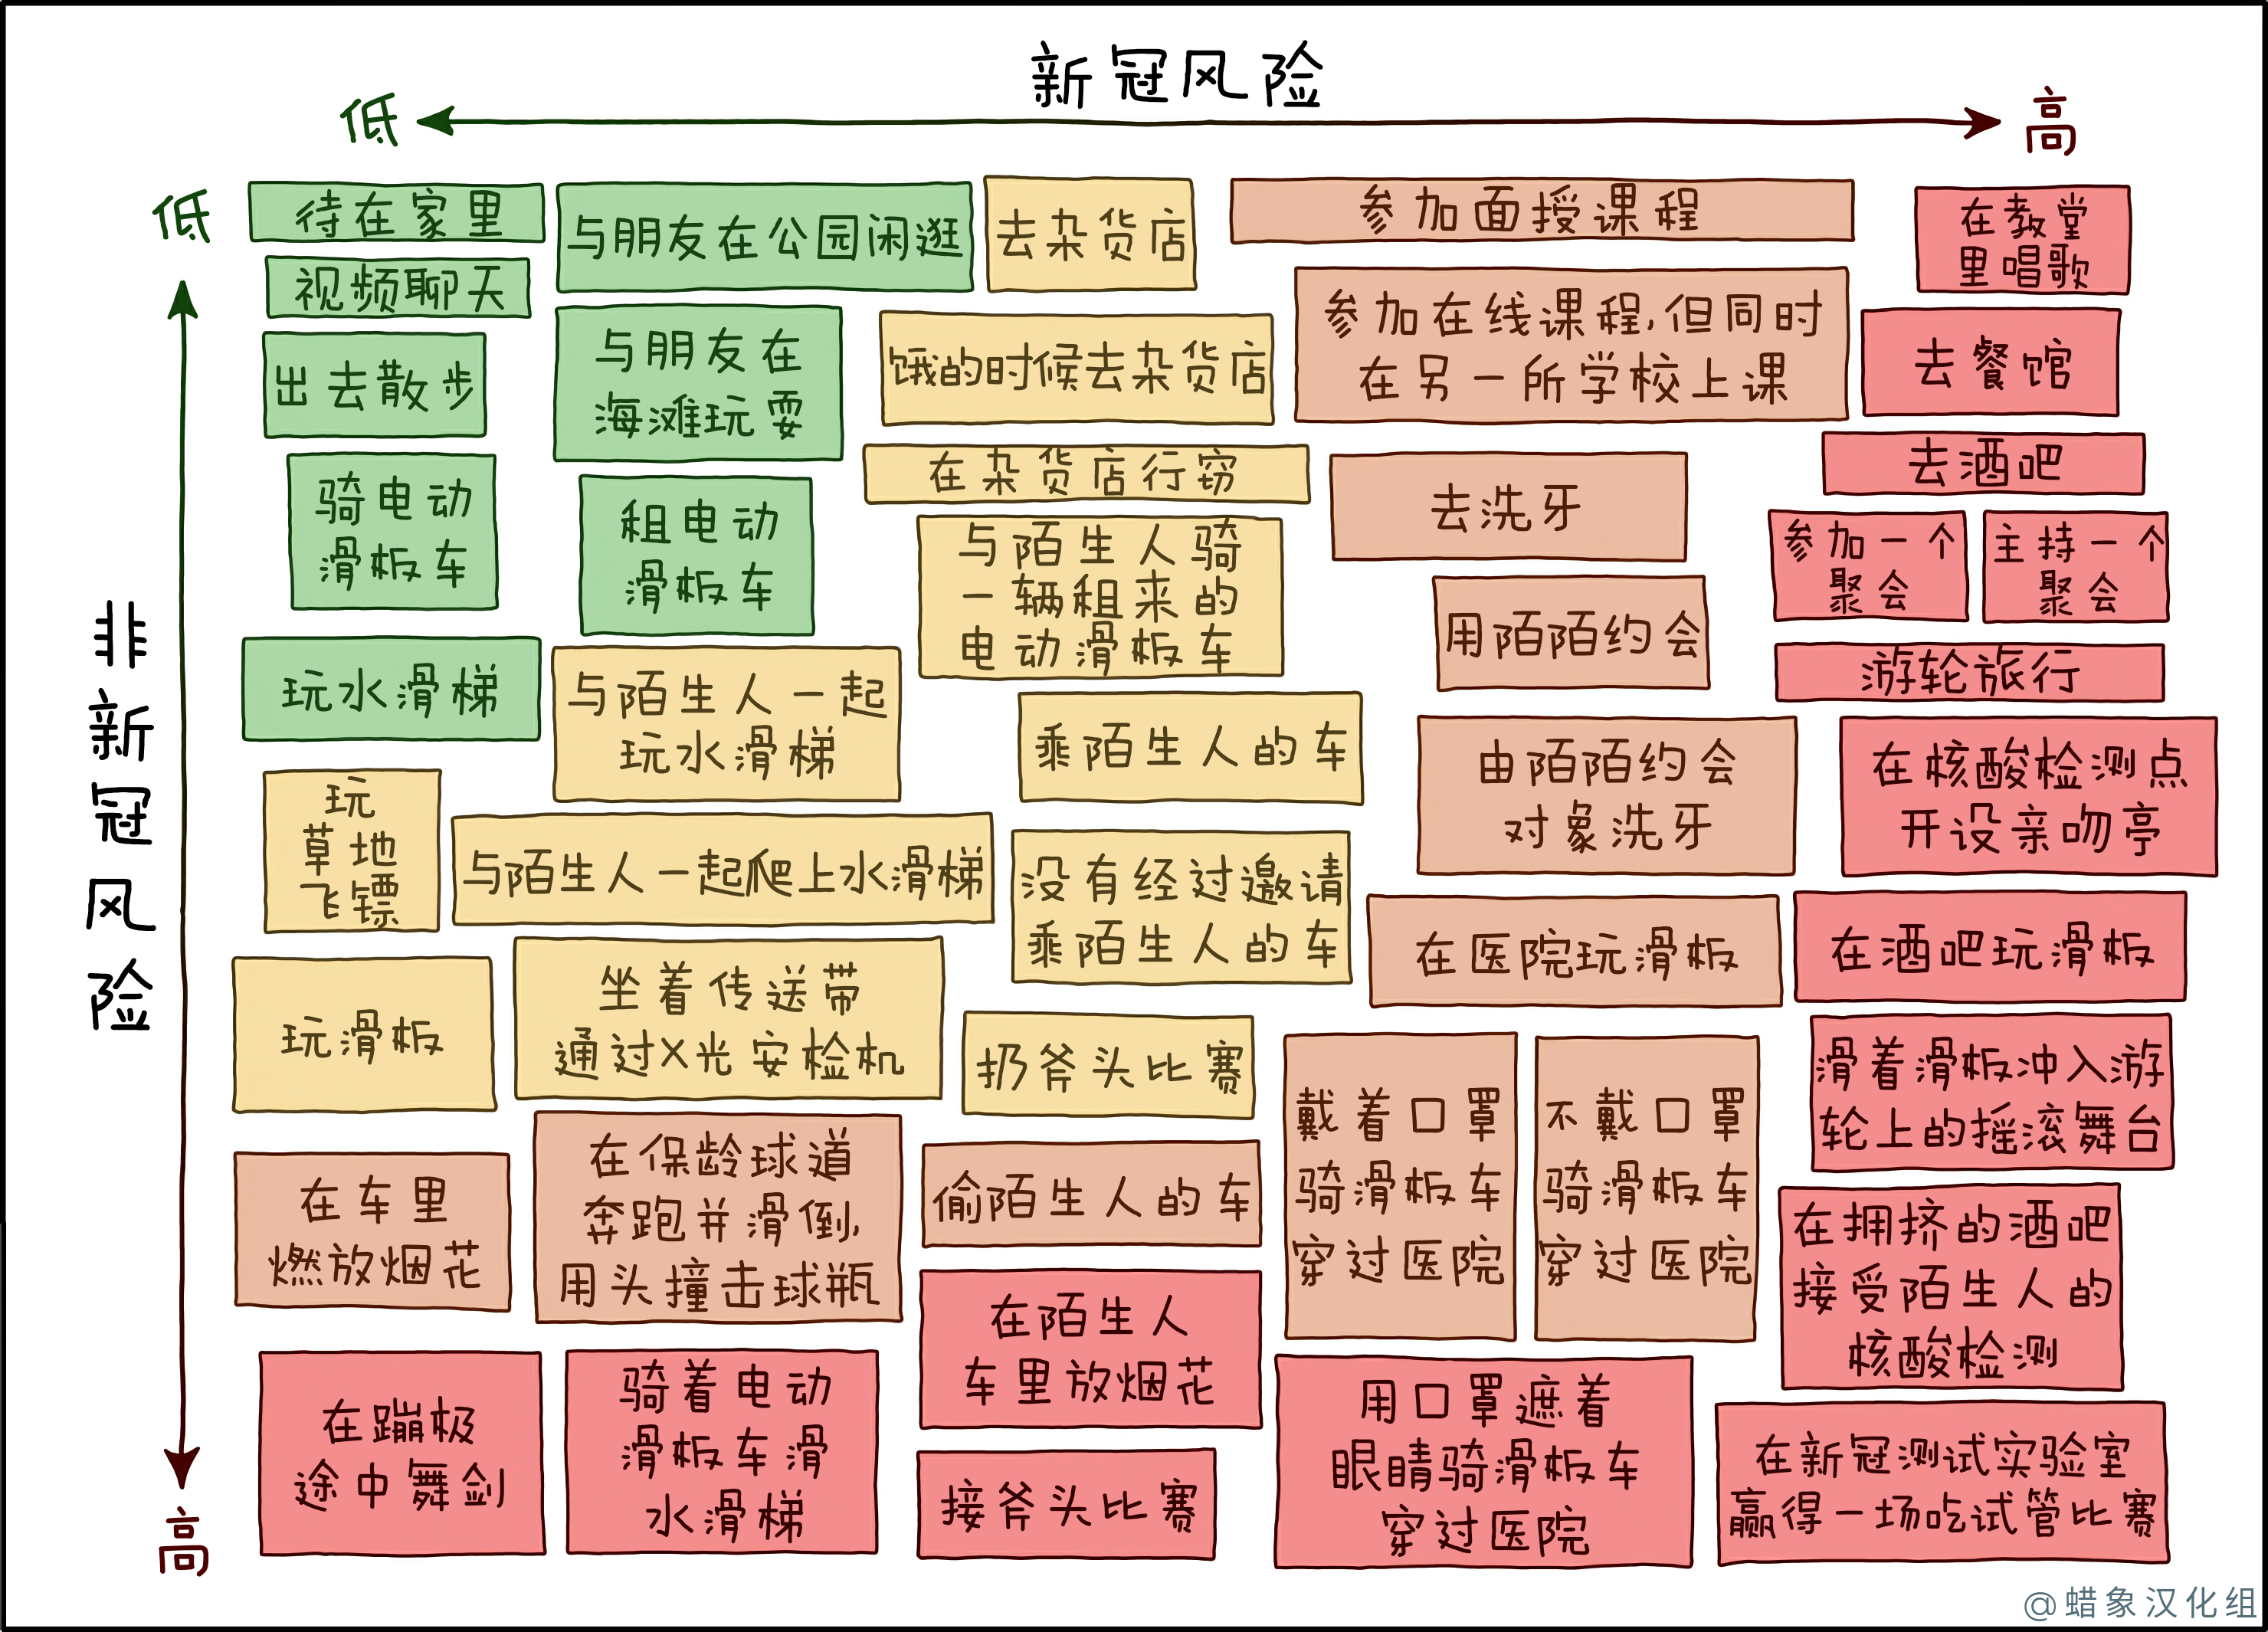 新冠风险
低
高
低
非新冠风险
高
待在家里
视频聊天
出去散步
骑电动
滑板车
玩水滑梯
玩
草地
飞镖
玩滑板
在车里
燃放烟花
在蹦极
途中舞剑
与朋友在公园闲逛
与朋友在
海滩玩耍
租电动
滑板车
与陌生人一起
玩水滑梯
与陌生人一起爬上水滑梯
坐着传送带
通过X光安检机
在保龄球道
奔跑并滑倒,
用头撞击球瓶
骑着电动
滑板车滑
水滑梯
去杂货店
饿的时候去杂货店
在杂货店行窃
与陌生人骑
一辆租来的
电动滑板车
乘陌生人的车
没有经过邀请
乘陌生人的车
扔斧头比赛
偷陌生人的车
在陌生人
车里放烟花
接斧头比赛
参加面授课程
参加在线课程,但同时
在另一所学校上课
去洗牙
用陌陌约会
由陌陌约会
对象洗牙
在医院玩滑板
戴着口罩
骑滑板车
穿过医院
不戴口罩
骑滑板车
穿过医院
用口罩遮着
眼睛骑滑板车
穿过医院
在教堂
里唱歌
去餐馆
去酒吧
参加一个
聚会
主持一个
聚会
游轮旅行
在核酸检测点
开设亲吻亭
在酒吧玩滑板
滑着滑板冲入游
轮上的摇滚舞台
在拥挤的酒吧
接受陌生人的
核酸检测
在新冠测试实验室
赢得一场吃试管比赛
@蜡象汉化组